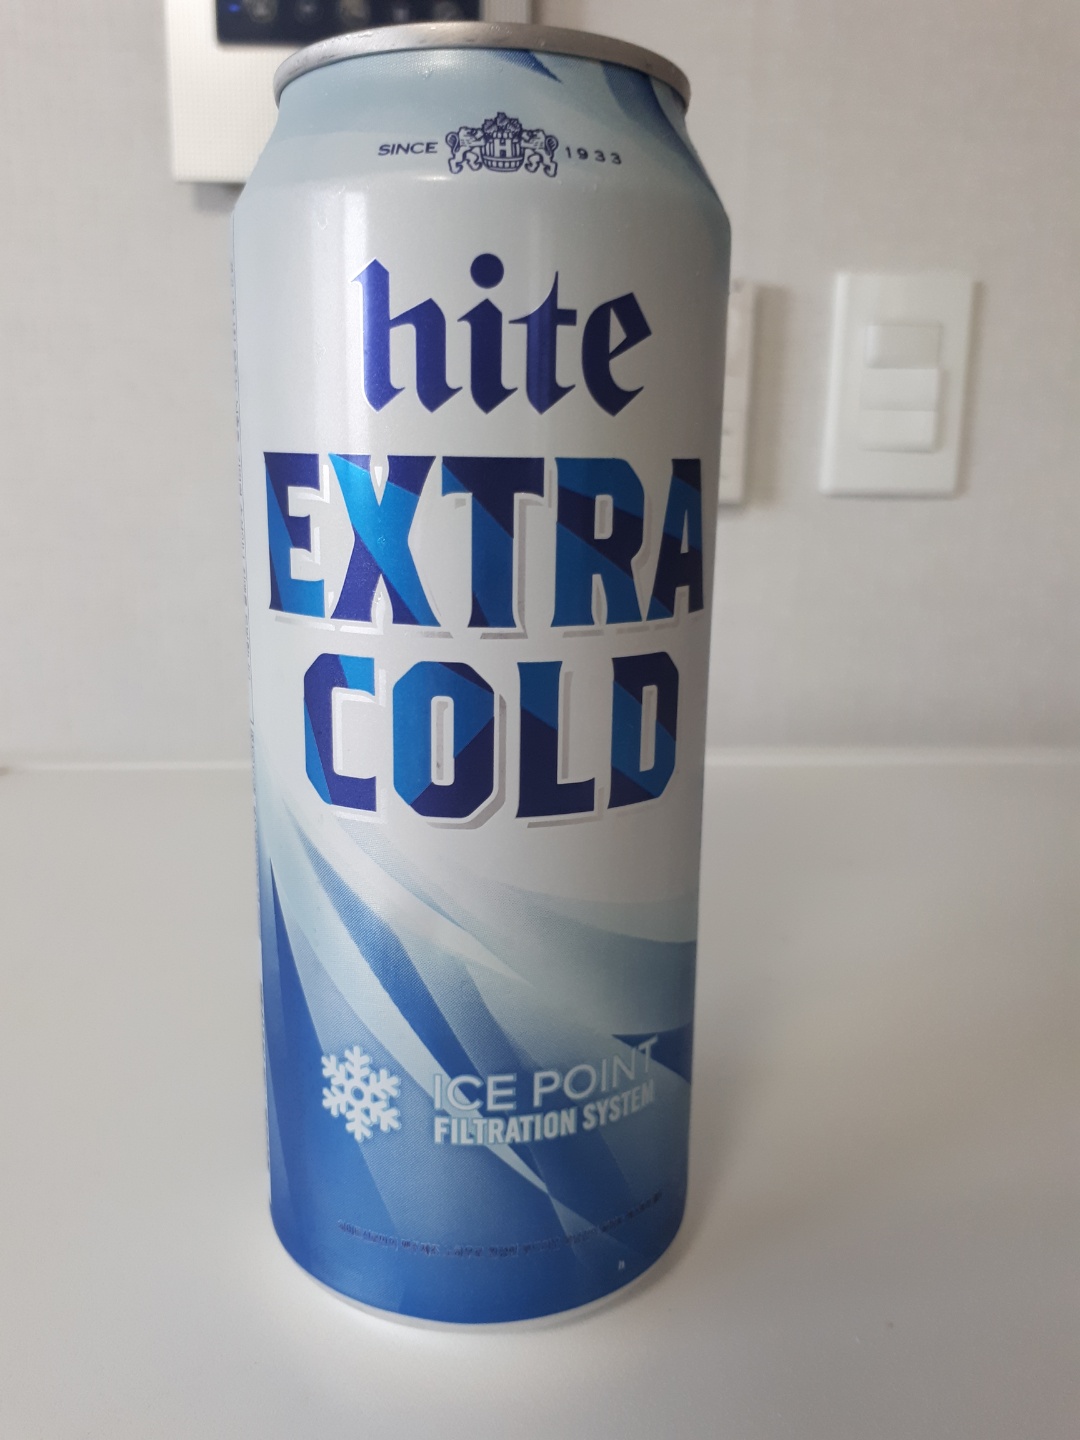 SINCE 1933
hite
EXTRA
COLD
ICE POINT
FILTRATION SYSTEM